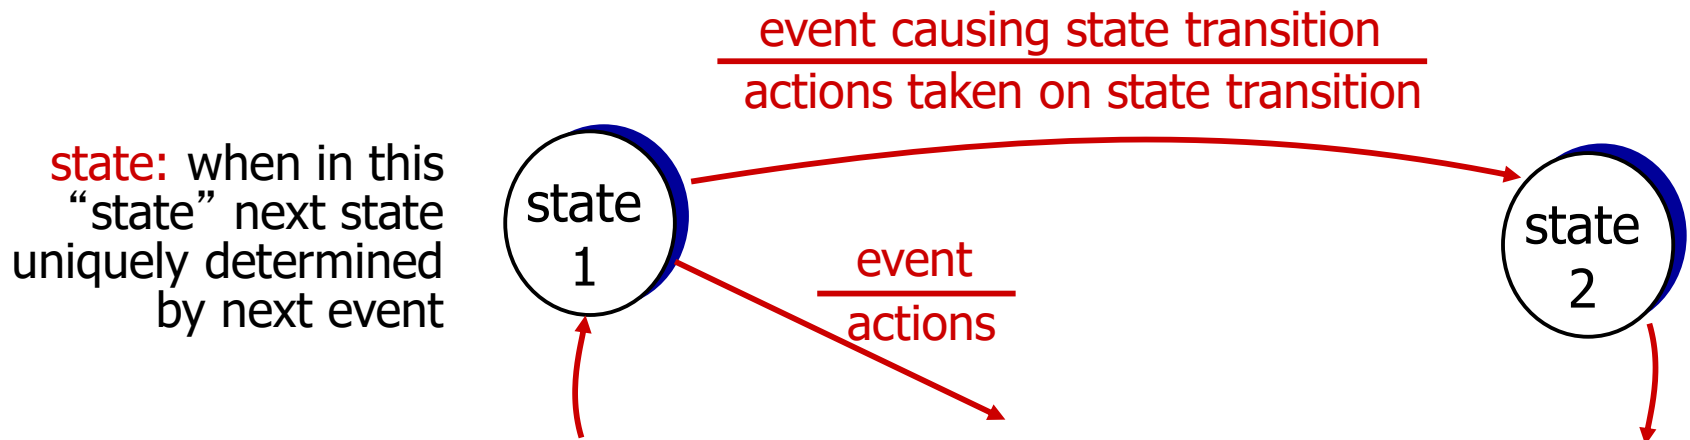 event causing state transition
actions taken on state transition
state: when in this
“state” next state
uniquely determined
by next event
state
1
event
actions
state
2